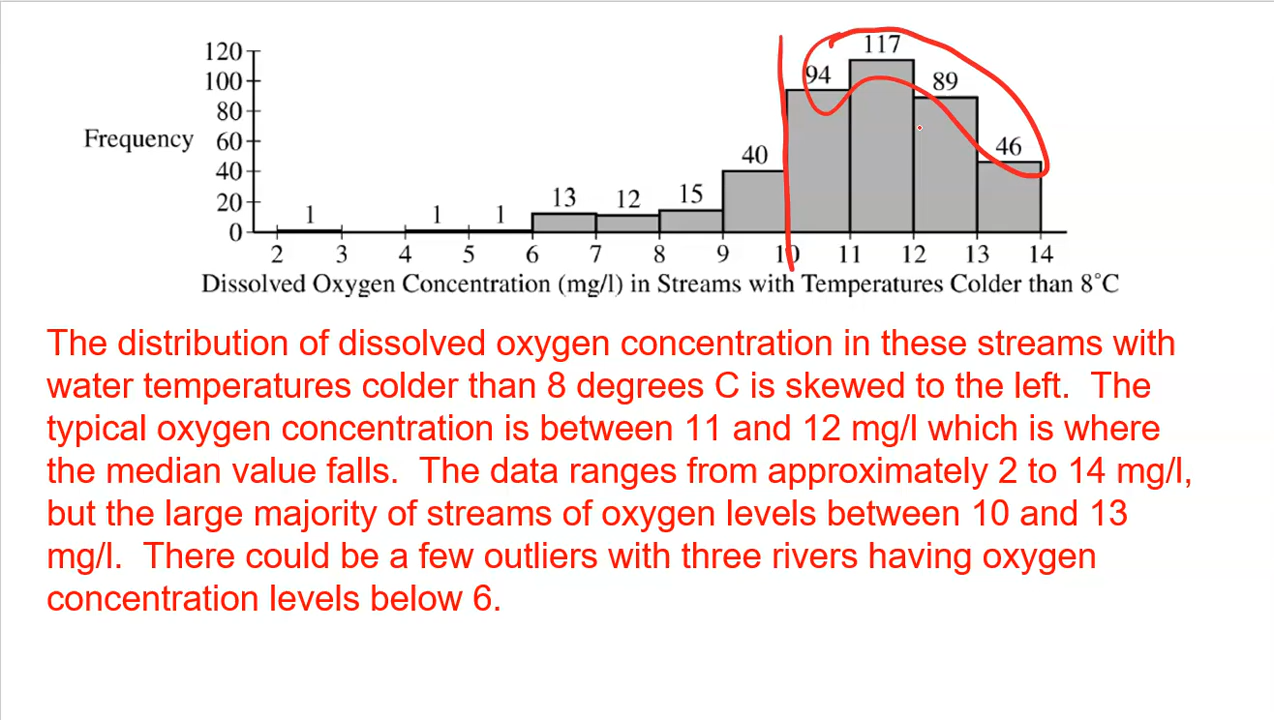 117
120
94
89
100
80
46
Frequency
60
40
40
20
13
12
15
1
1
1
0
2 3 4 5 6 7 8 9 10 11 12 13 14
Dissolved Oxygen Concentration (mg/l) in Streams with Temperatures Colder than 8°C
The distribution of dissolved oxygen concentration in these streams with
water temperatures colder than 8 degrees C is skewed to the left.  The
typical oxygen concentration is between 11 and 12 mg/l which is where
the median value falls.  The data ranges from approximately 2 to 14 mg/l,
but the large majority of streams of oxygen levels between 10 and 13
mg/l.  There could be a few outliers with three rivers having oxygen
concentration levels below 6.